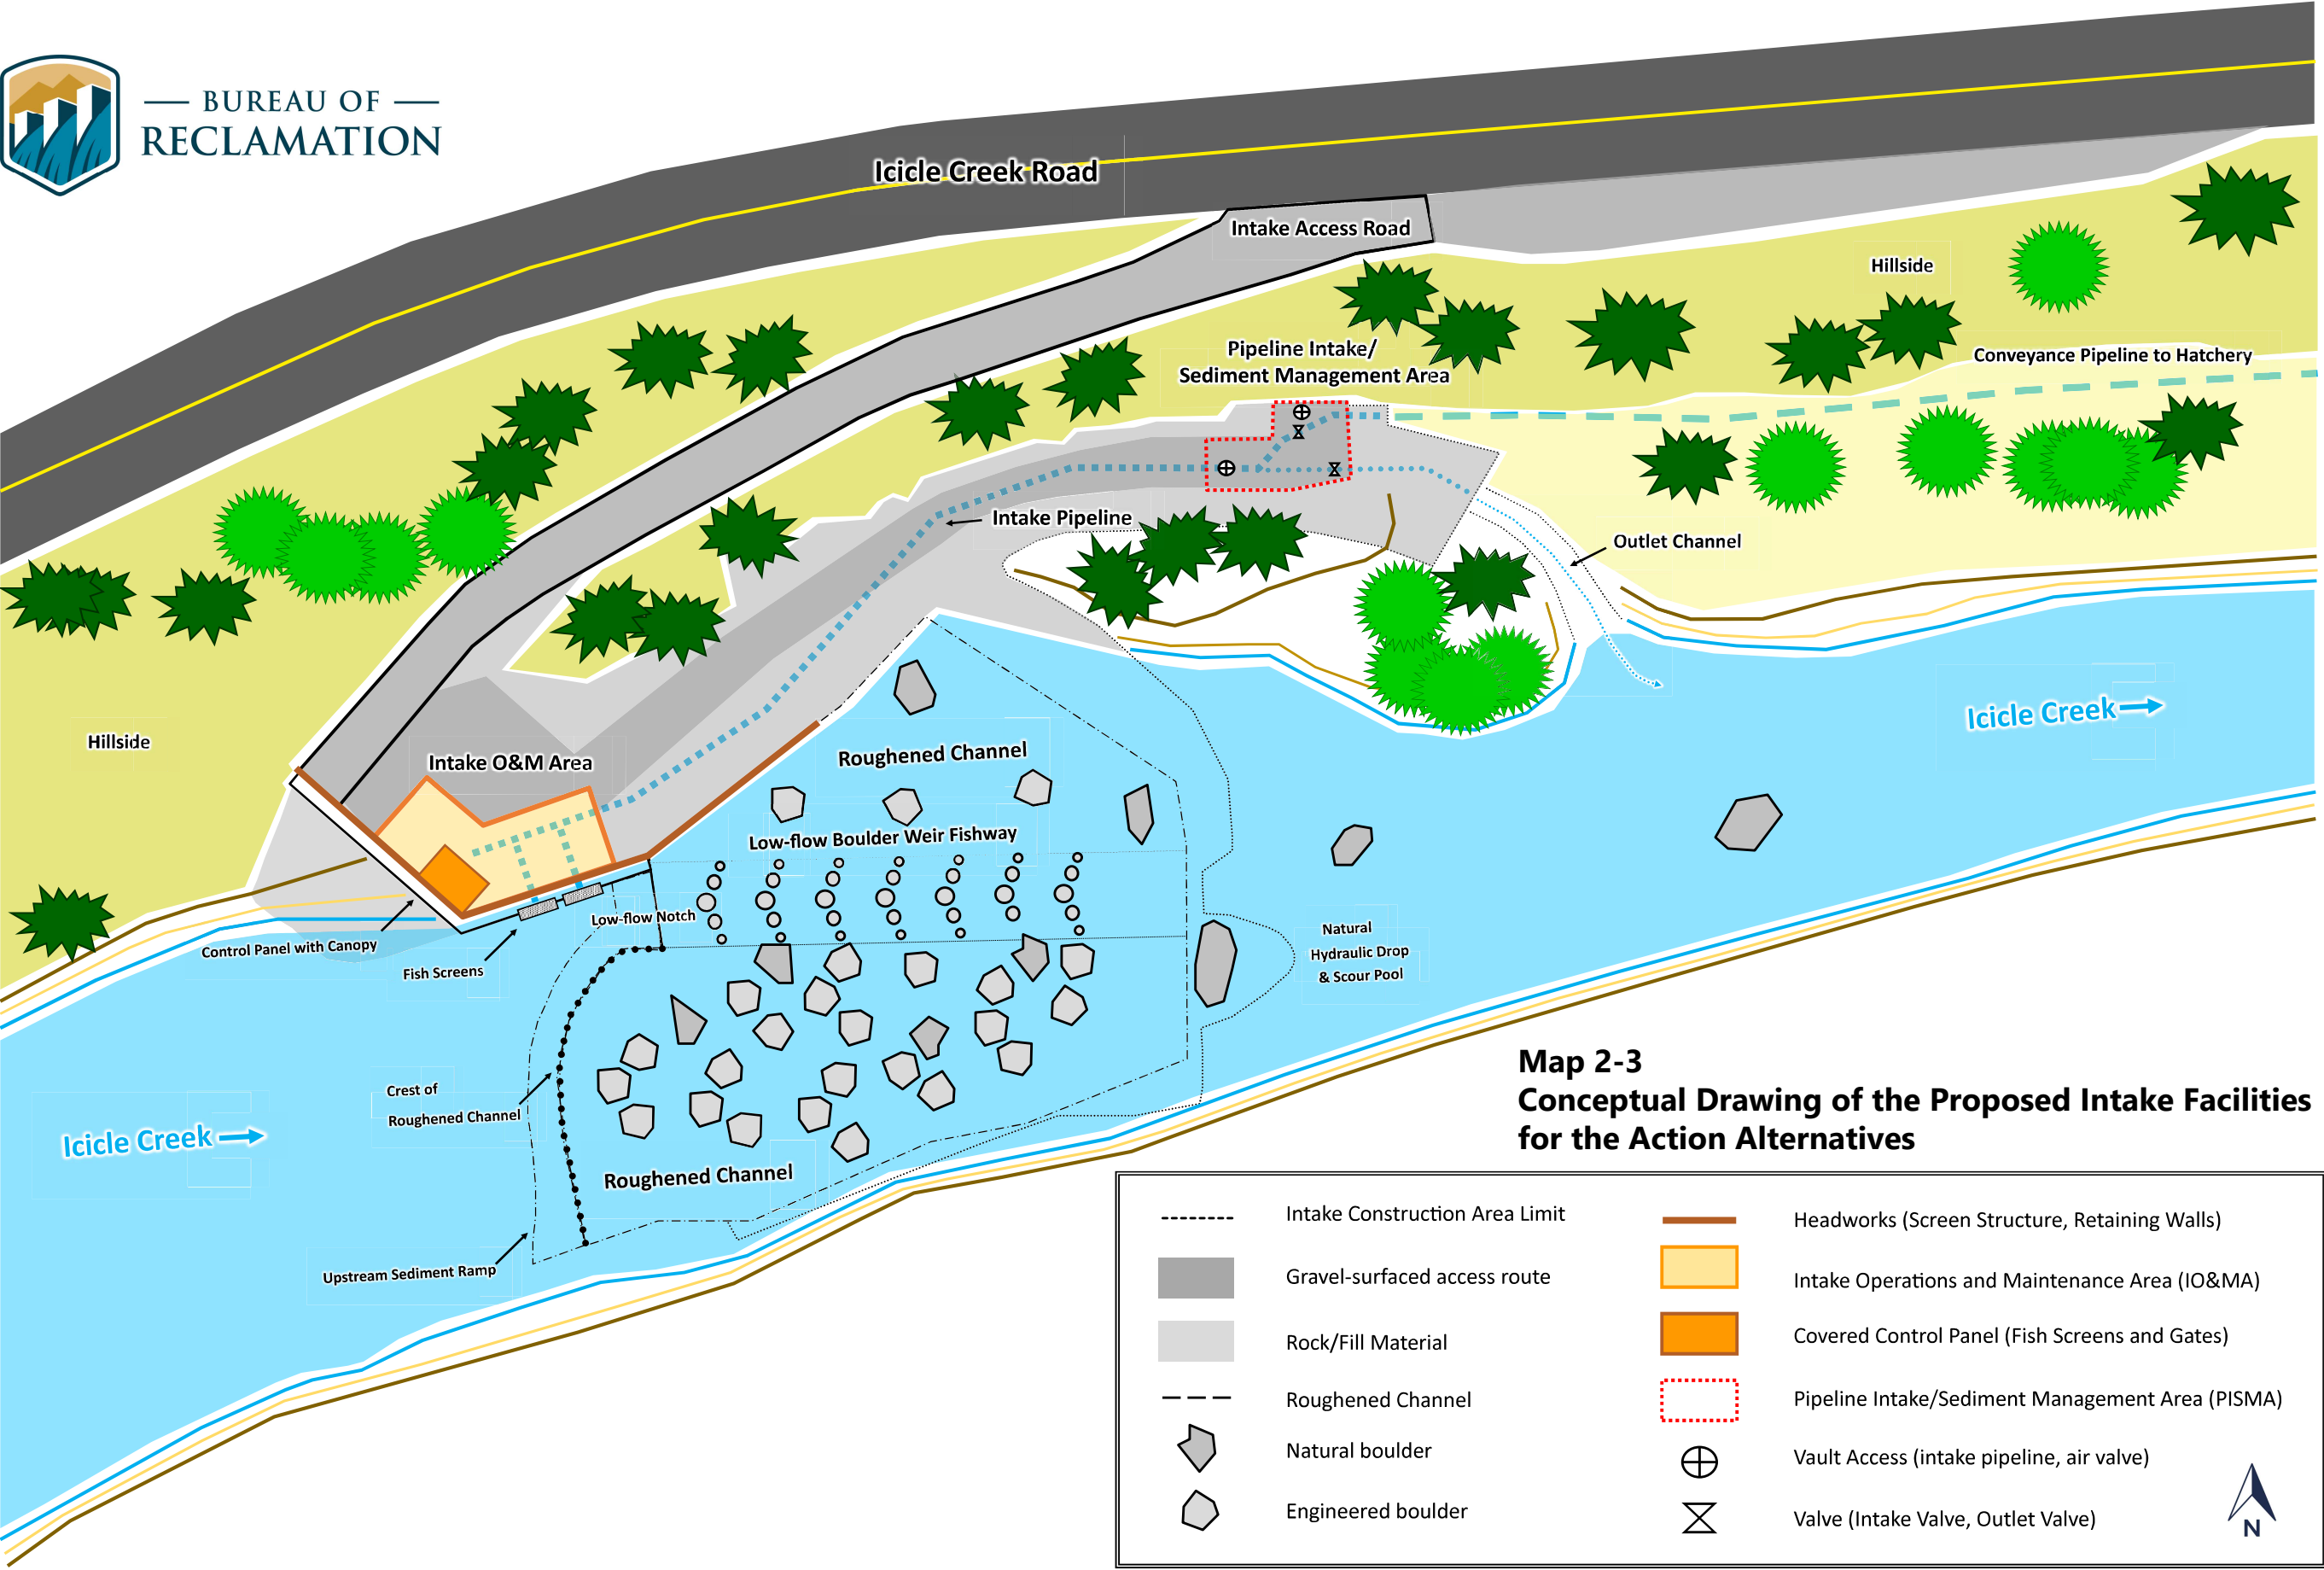 BUREAU OF
RECLAMATION
Icicle Creek Road
Intake Access Road
Hillside
Pipeline Intake/
Sediment Management Area
Conveyance Pipeline to Hatchery
Intake Pipeline
Outlet Channel
Icicle Creek
Hillside
Intake O&M Area
Roughened Channel
Low-flow Boulder Weir Fishway
Low-flow Notch
Control Panel with Canopy
Fish Screens
Natural
Hydraulic Drop
& Scour Pool
Crest of
Roughened Channel
Icicle Creek
Roughened Channel
Upstream Sediment Ramp
Map 2-3
Conceptual Drawing of the Proposed Intake Facilities
for the Action Alternatives
Intake Construction Area Limit
Gravel-surfaced access route
Rock/Fill Material
Roughened Channel
Natural boulder
Engineered boulder
Headworks (Screen Structure, Retaining Walls)
Intake Operations and Maintenance Area (IO&MA)
Covered Control Panel (Fish Screens and Gates)
Pipeline Intake/Sediment Management Area (PISMA)
Vault Access (intake pipeline, air valve)
Valve (Intake Valve, Outlet Valve)
N